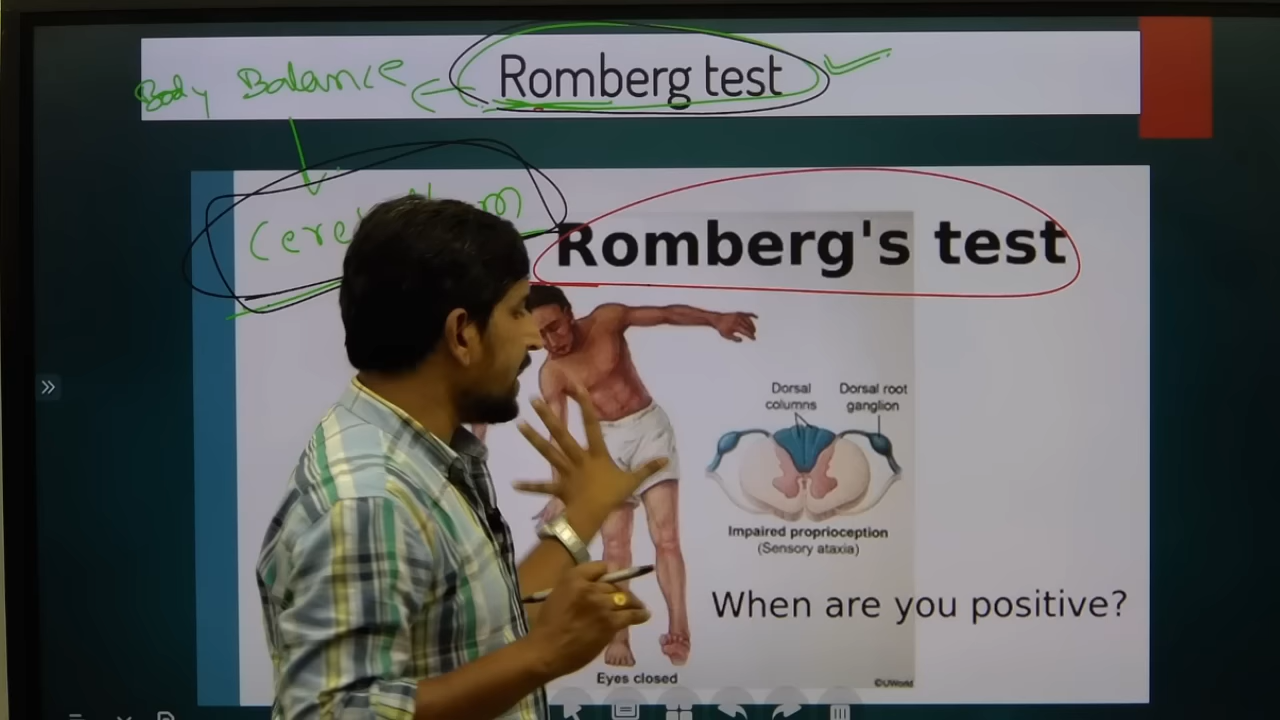 Romberg test
Body Balance
Romberg's test
Dorsal columns
Dorsal root ganglion
Impaired proprioception
(Sensory ataxia)
When are you positive?
Eyes closed
©UWorld